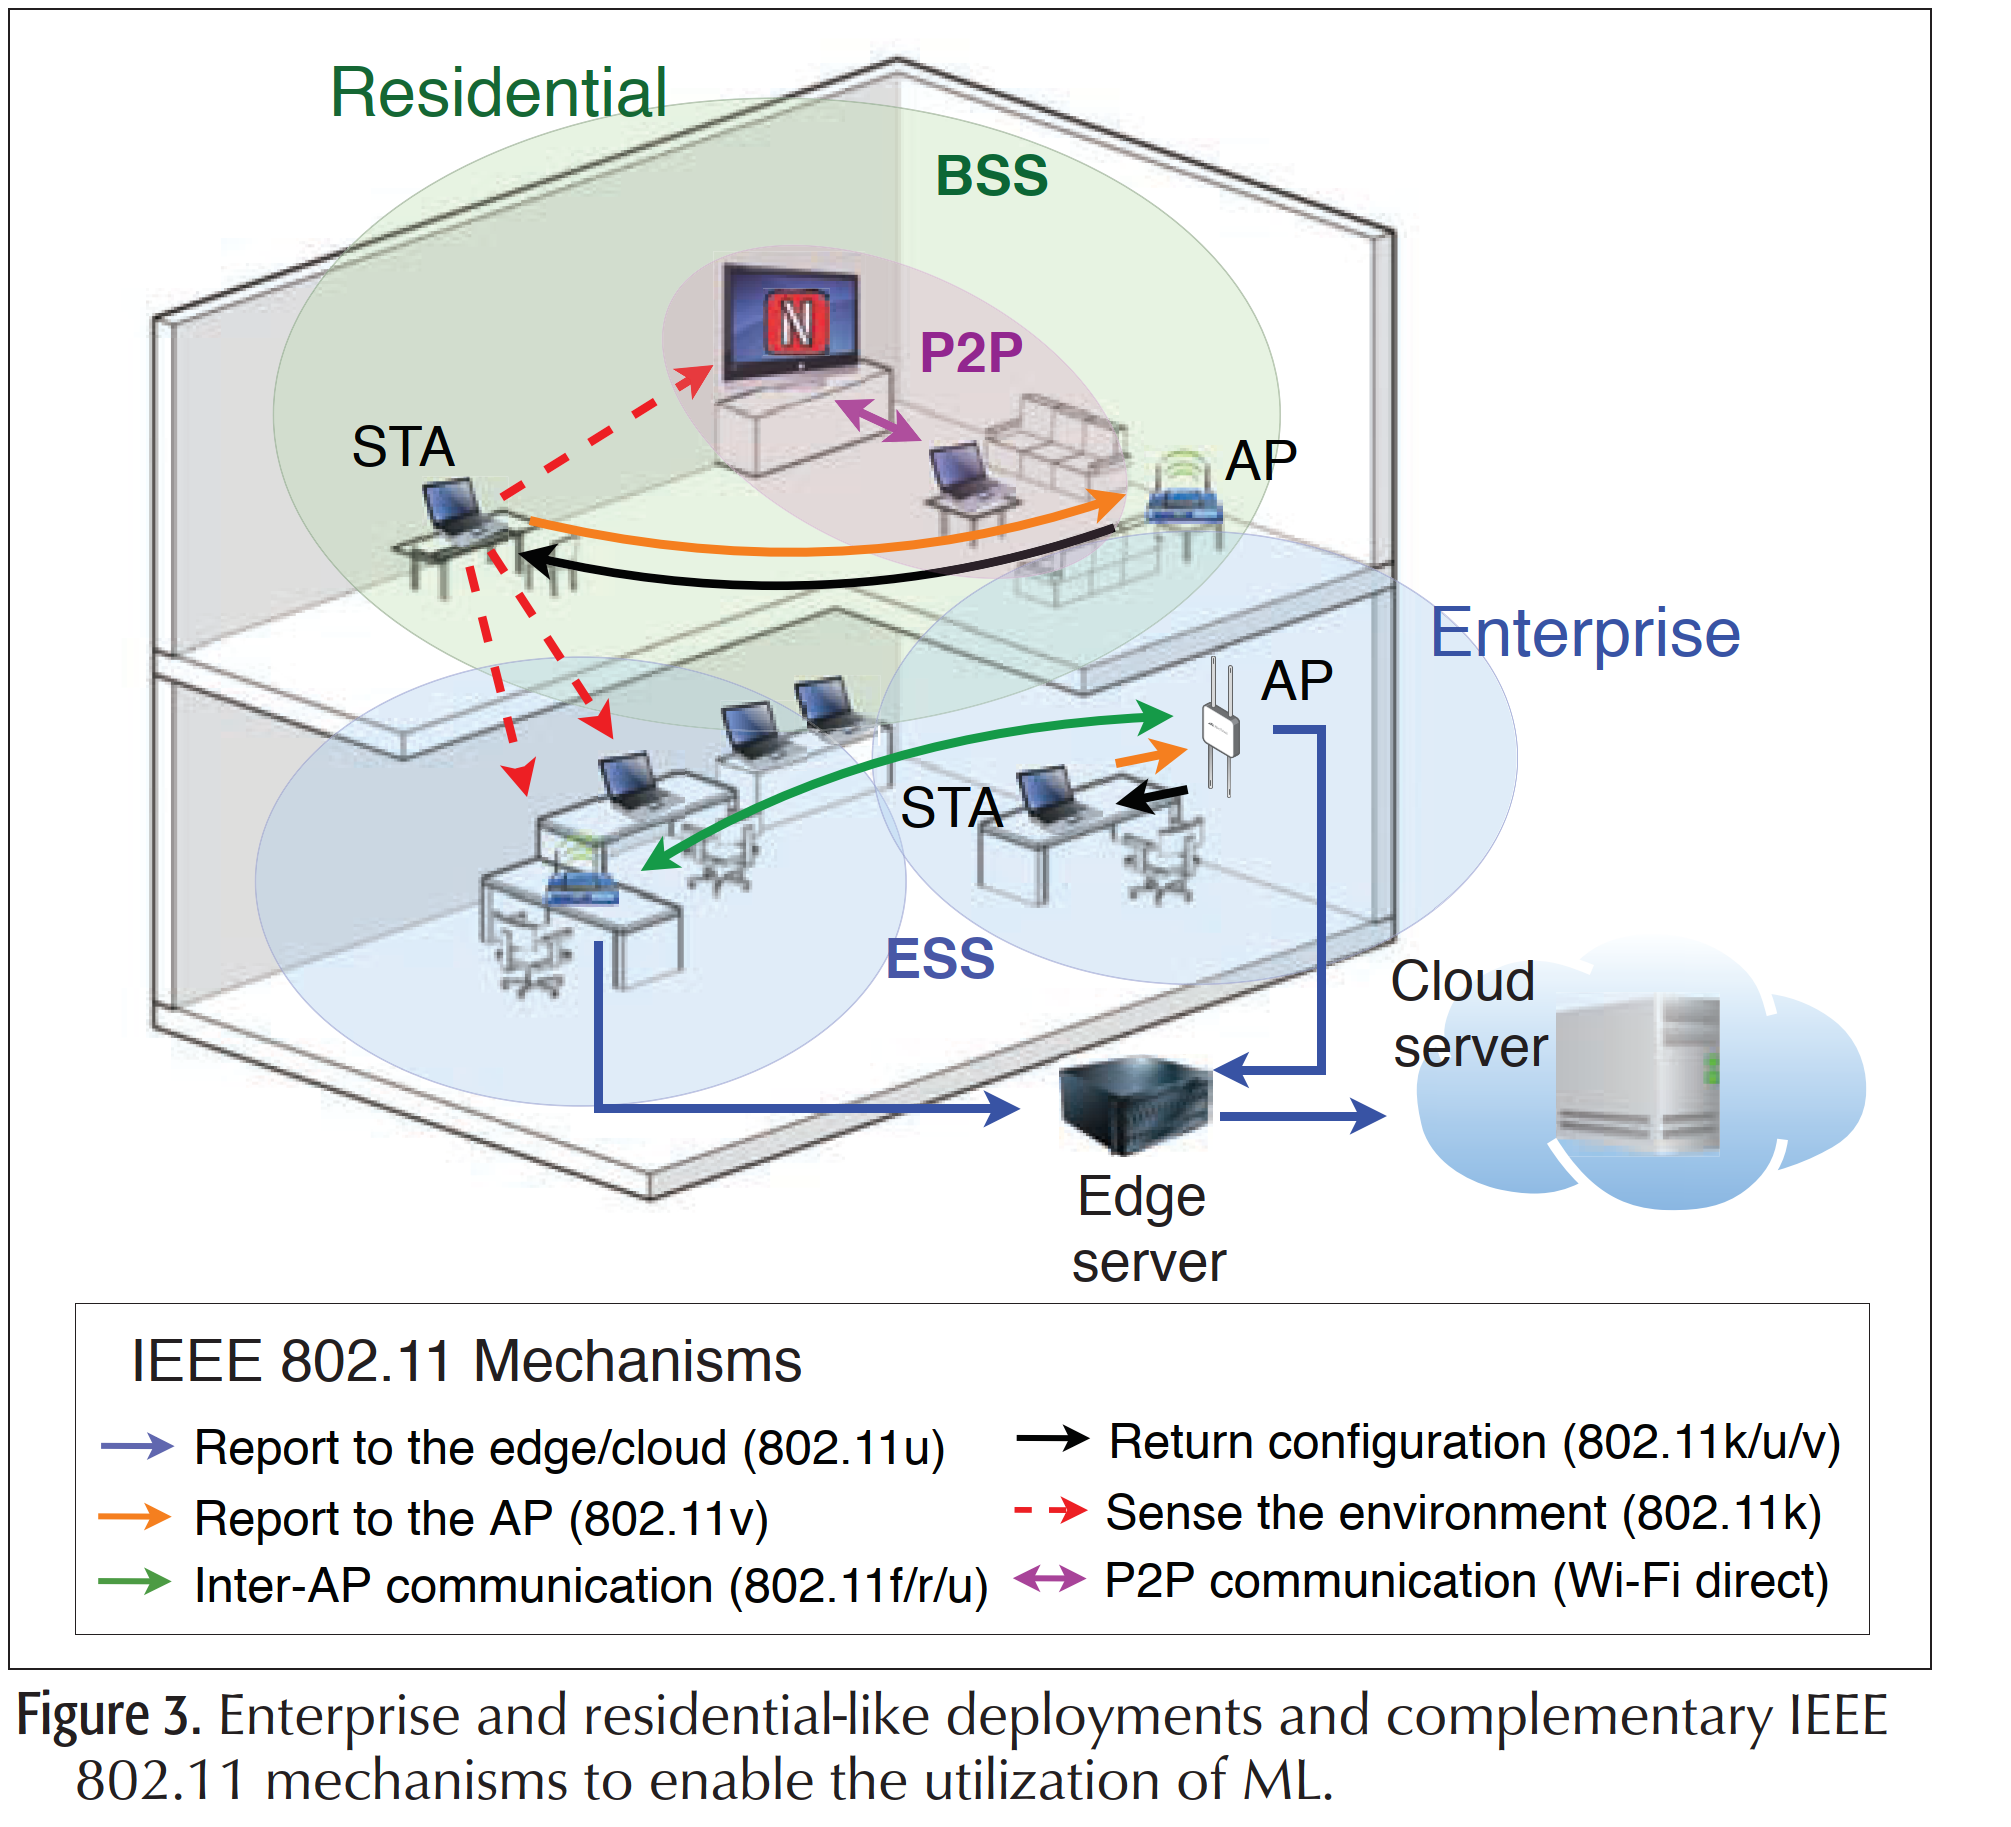 Residential
BSS
N
P2P
STA
AP
Enterprise
AP
STA
ESS
Cloud
server
Edge
server
IEEE 802.11 Mechanisms
Report to the edge/cloud (802.11u)
Report to the AP (802.11v)
Inter-AP communication (802.11f/r/u)
Return configuration (802.11k/u/v)
Sense the environment (802.11k)
P2P communication (Wi-Fi direct)
Figure 3. Enterprise and residential-like deployments and complementary IEEE
802.11 mechanisms to enable the utilization of ML.